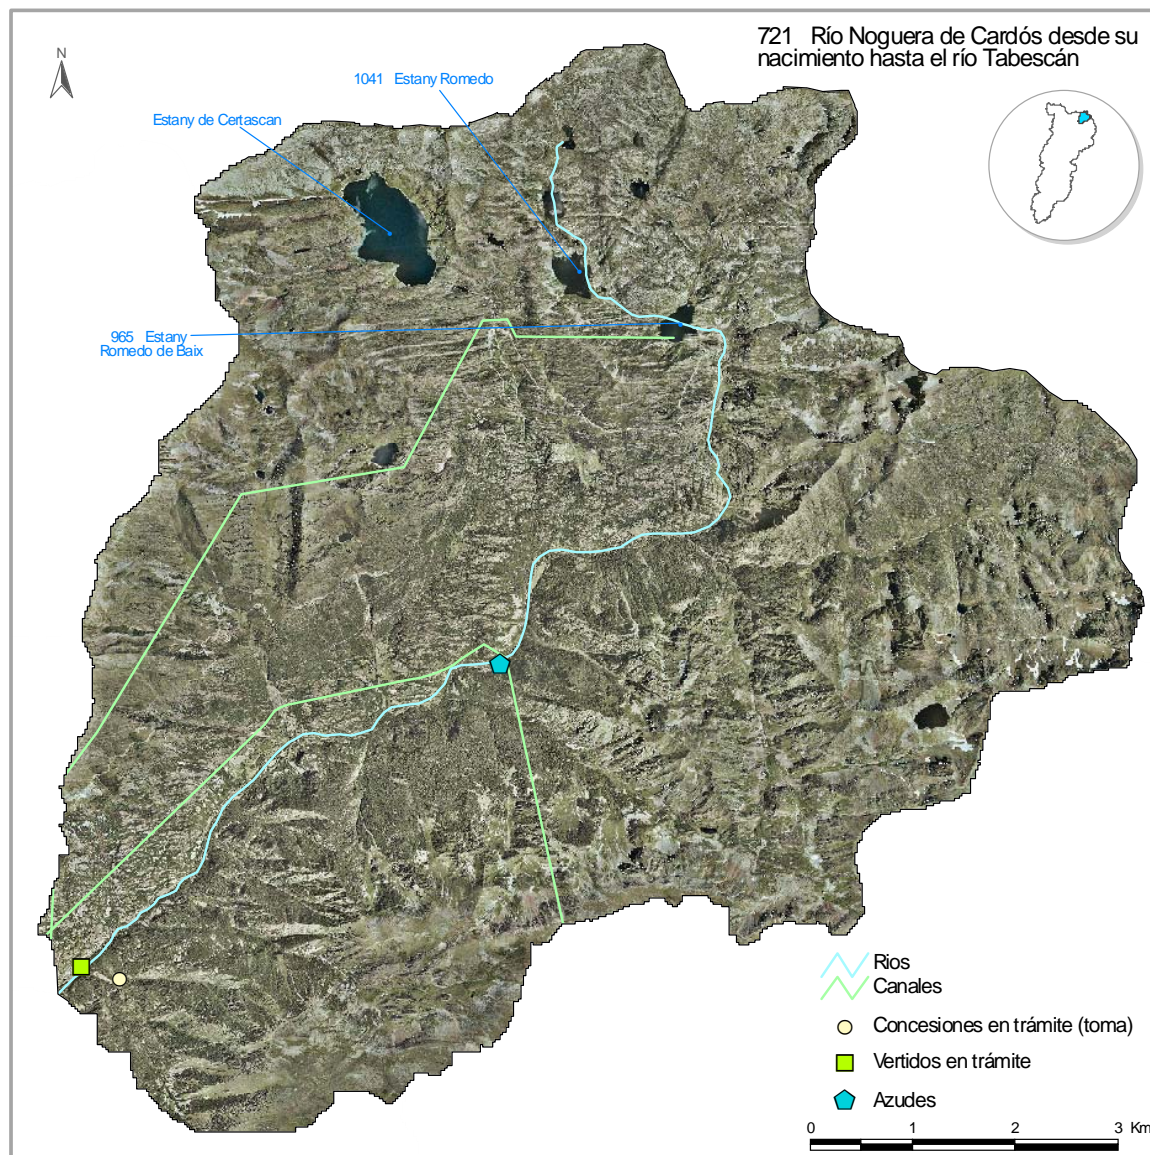 721 Río Noguera de Cardós desde su
nacimiento hasta el río Tabescán
N
1041 Estany Romedo
Estany de Certascan
965 Estany
Romedo de Baix
Rios
Canales
Concesiones en trámite (toma)
Vertidos en trámite
Azudes
0 1 2 3 Km